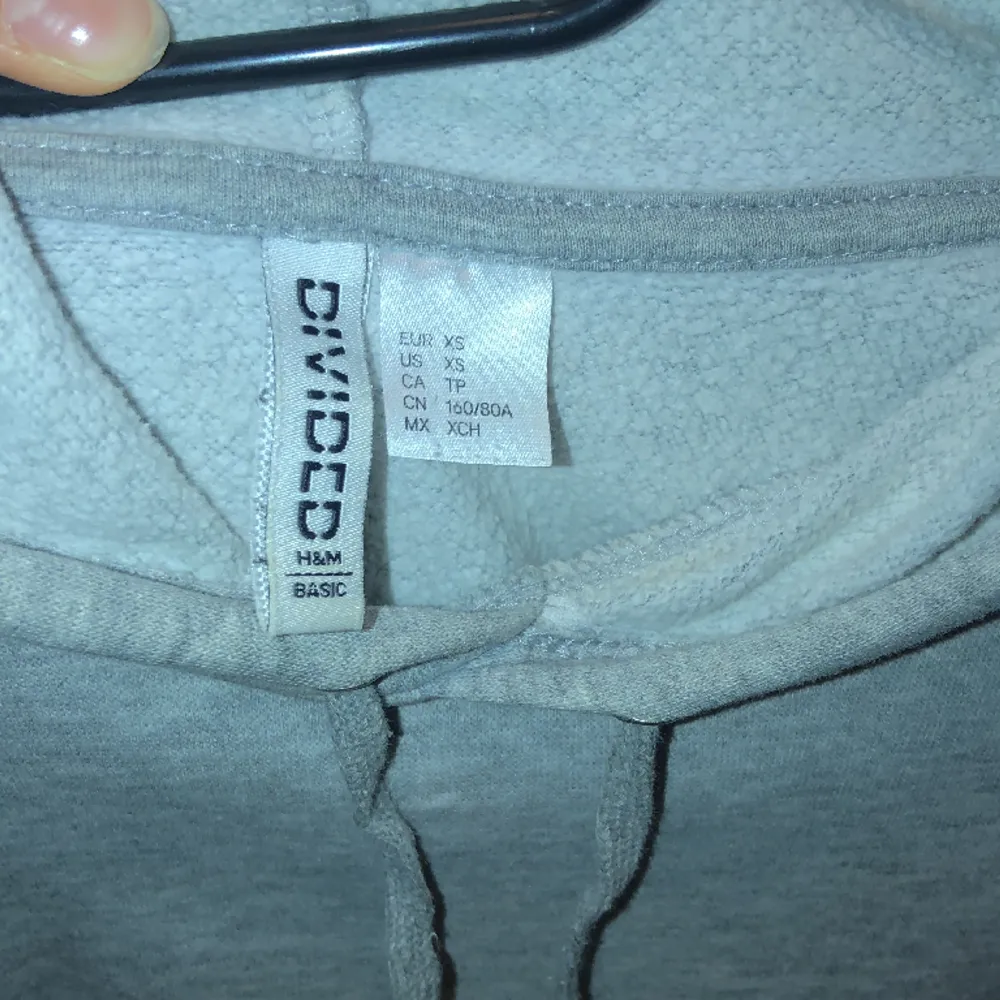 DIVIDED
H&M
BASIC
EUR XS
US XS
CA TP
CN 160/80A
MX XCH